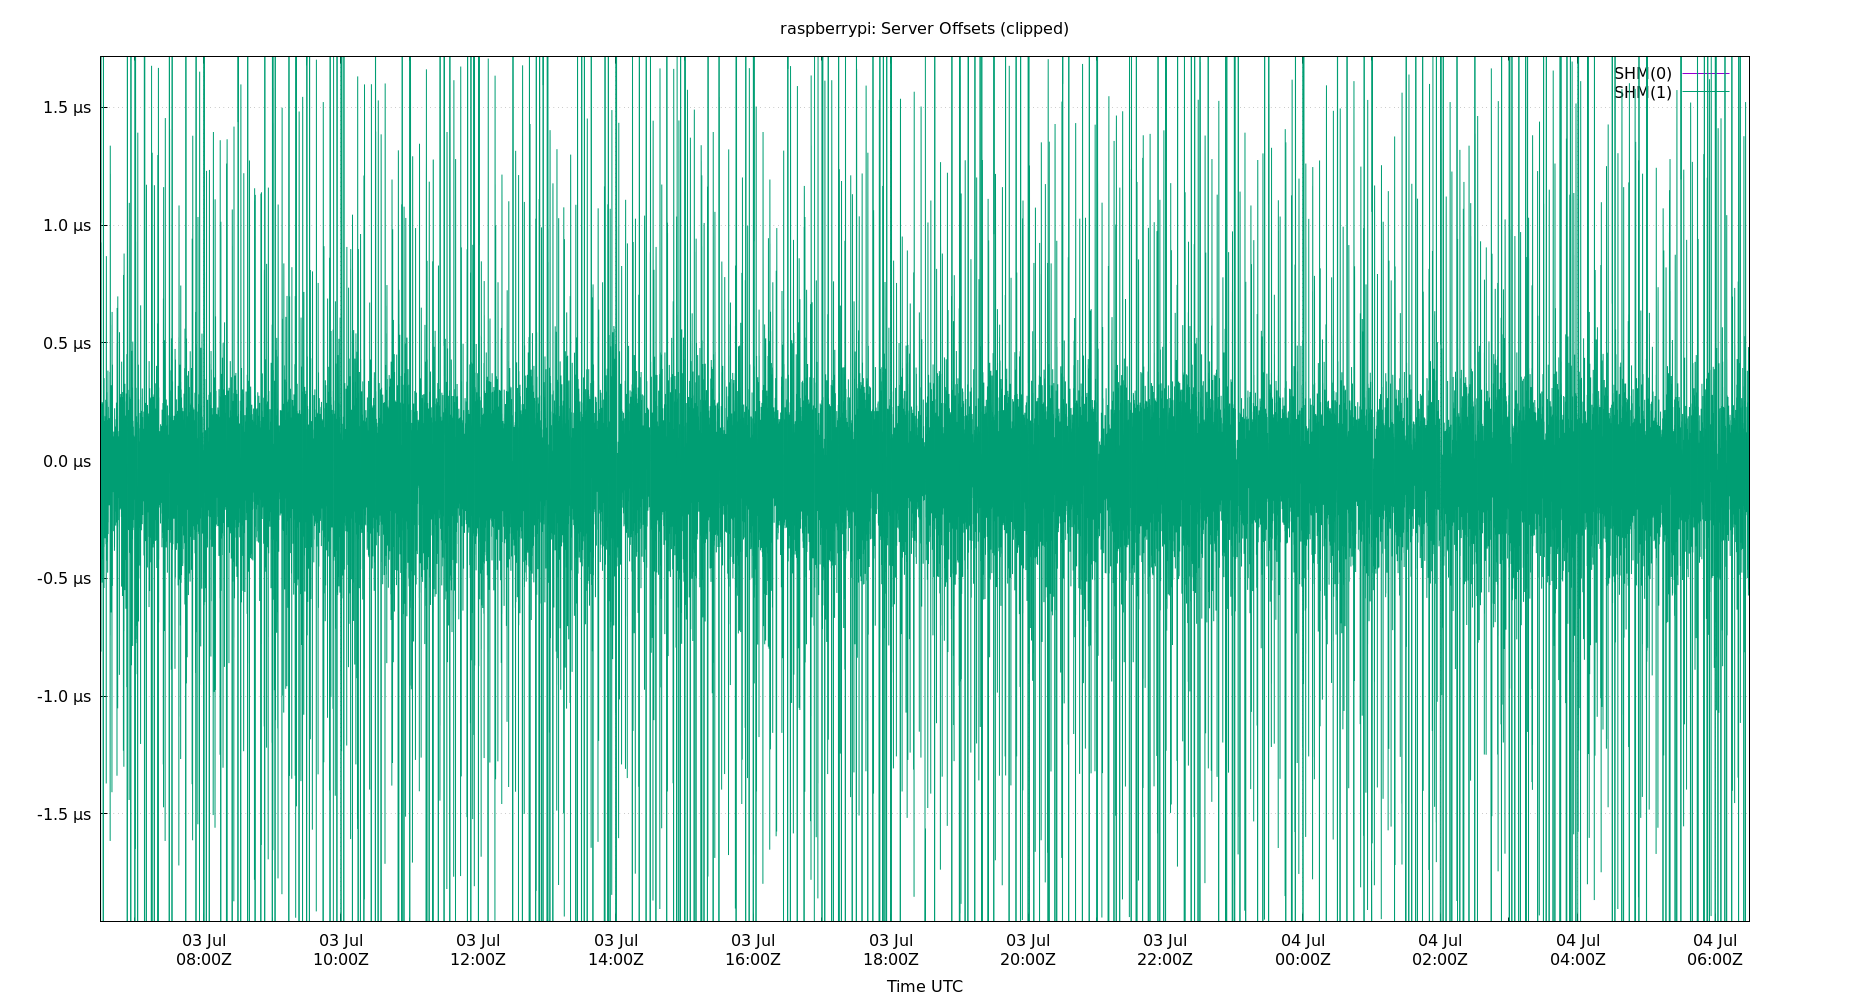 raspberrypi: Server Offsets (clipped)
SHM(0)
SHM(1)
1.5 µs
1.0 µs
0.5 µs
0.0 µs
-0.5 µs
-1.0 µs
-1.5 µs
03 Jul 03 Jul 03 Jul 03 Jul 03 Jul 03 Jul 03 Jul 03 Jul 04 Jul 04 Jul 04 Jul 04 Jul
08:00Z 10:00Z 12:00Z 14:00Z 16:00Z 18:00Z 20:00Z 22:00Z 00:00Z 02:00Z 04:00Z 06:00Z
Time UTC